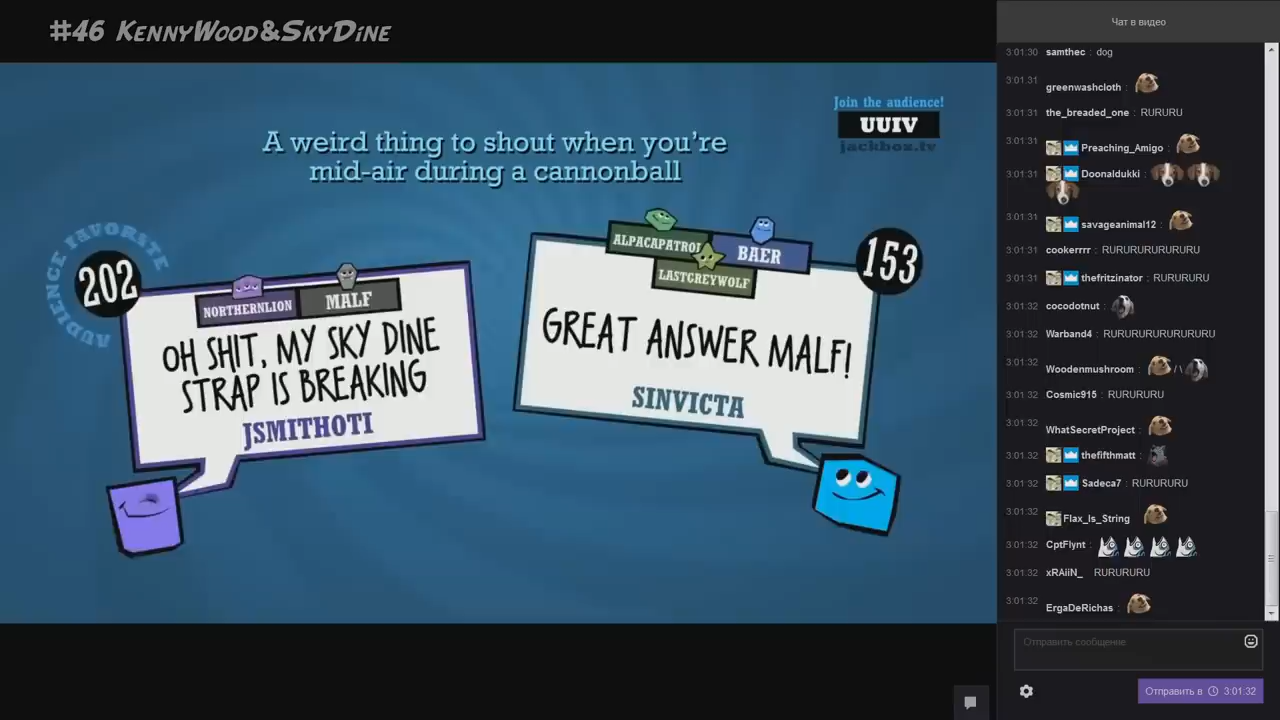 #46 KENNYWOOD&SKYDINE
Join the audience!
UUIV
jackbox.tv
A weird thing to shout when you're
mid-air during a cannonball
AUDIENCE FAVORITE
202
NORTHERNLION
MALF
OH SHIT, MY SKY DINE
STRAP IS BREAKING
JSMITHOTI
ALPACAPATROL
BAER
LASTGREYWOLF
153
GREAT ANSWER MALF!
SINVICTA
Чат в видео
3:01:30 samthec : dog
3:01:31 greenwashcloth :
3:01:31 the_breaded_one : RURURU
3:01:31 Preaching_Amigo :
3:01:31 Doonaldukki :
3:01:31 savageanimal12 :
3:01:31 cookerrrr : RURURURURURURU
3:01:31 thefritzinator : RURURURU
3:01:32 cocodotnut :
3:01:32 Warband4 : RURURURURURURURU
3:01:32 Woodenmushroom : /\
3:01:32 Cosmic915 : RURURURU
3:01:32 WhatSecretProject :
3:01:32 thefifthmatt :
3:01:32 Sadeca7 : RURURURU
3:01:32 Flax_Is_String :
3:01:32 CptFlynt :
3:01:32 xRAiiN_ : RURURURU
3:01:32 ErgaDeRichas :
Отправить сообщение
Отправить в 3:01:32